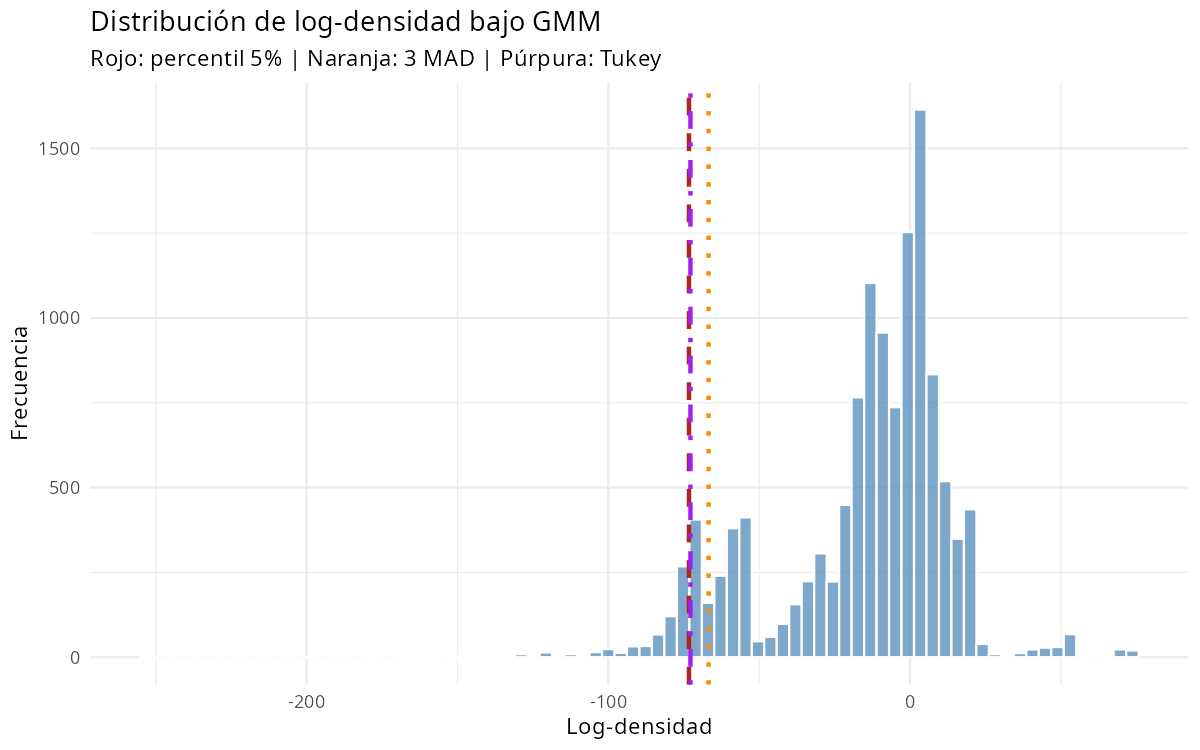 Distribución de log-densidad bajo GMM
Rojo: percentil 5% | Naranja: 3 MAD | Púrpura: Tukey
1500
1000
500
0
Frecuencia
-200
-100
0
Log-densidad